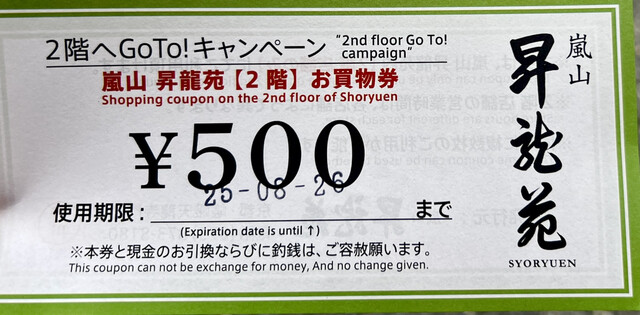 2階へGoTo!キャンペーン "2nd floor Go To! campaign"
嵐山 昇龍苑【2階】お買物券
Shopping coupon on the 2nd floor of Shoryuen
¥500
25-08-26
使用期限: まで
(Expiration date is until ↑)
※本券と現金のお引換ならびに釣銭は、ご容赦願います。
This coupon can not be exchange for money, And no change given.
嵐山
昇龍苑
SYORYUEN